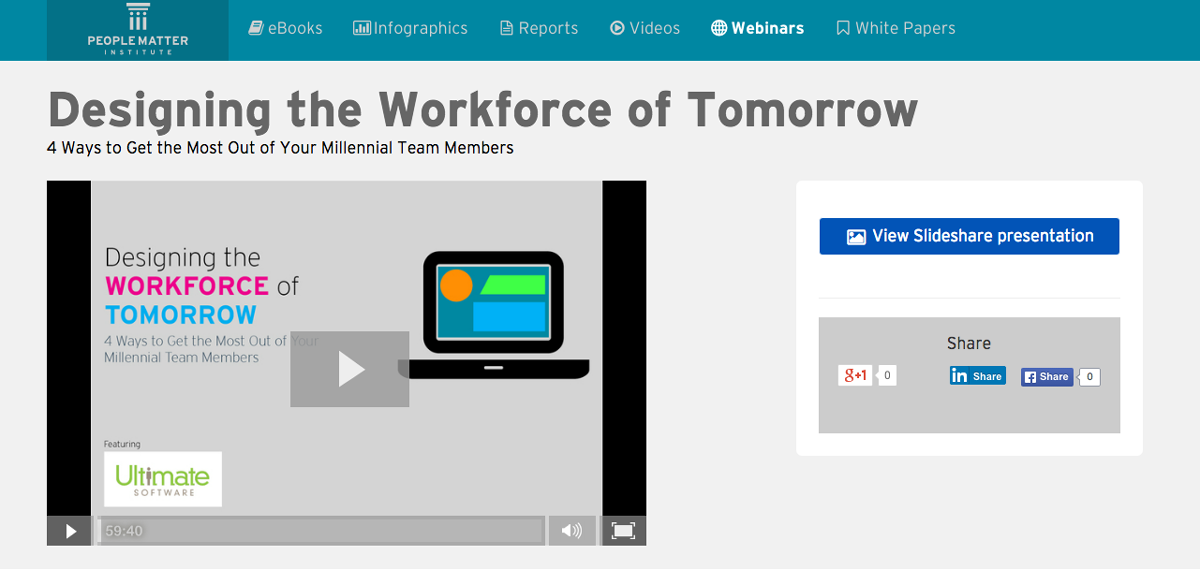 PEOPLEMATTER
INSTITUTE
eBooks
Infographics
Reports
Videos
Webinars
White Papers
Designing the Workforce of Tomorrow
4 Ways to Get the Most Out of Your Millennial Team Members
Designing the
WORKFORCE of
TOMORROW
4 Ways to Get the Most Out of Your
Millennial Team Members
Featuring
Ultimate
SOFTWARE
59:40
View Slideshare presentation
Share
g+1 0
in Share
f Share 0